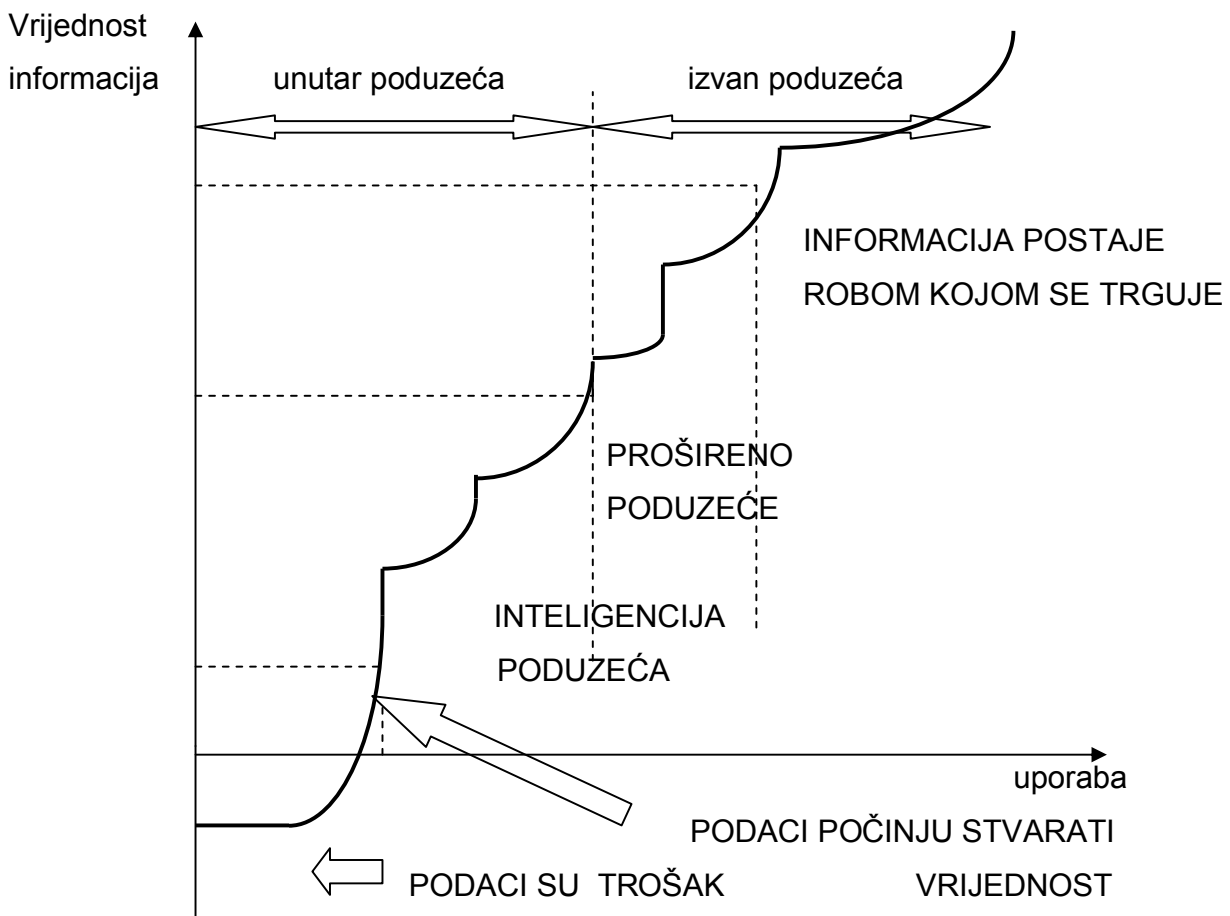 Vrijednost
informacija
unutar poduzeća
izvan poduzeća
INFORMACIJA POSTAJE
ROBOM KOJOM SE TRGUJE
PROŠIRENO
PODUZEĆE
INTELIGENCIJA
PODUZEĆA
uporaba
PODACI POČINJU STVARATI
VRIJEDNOST
PODACI SU TROŠAK